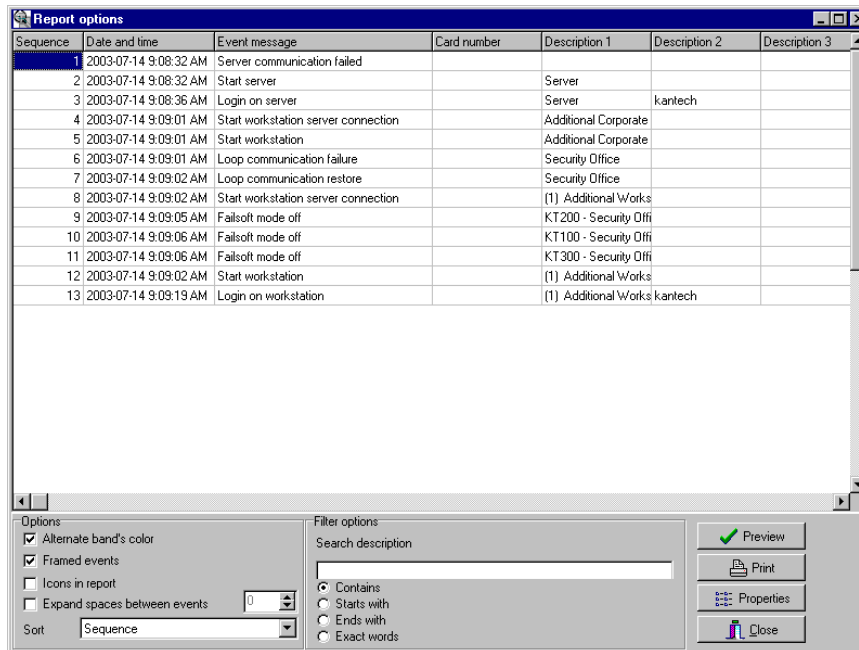 Report options
Sequence Date and time Event message Card number Description 1 Description 2 Description 3
1 2003-07-14 9:08:32 AM Server communication failed
2 2003-07-14 9:08:32 AM Start server Server
3 2003-07-14 9:08:36 AM Login on server Server kantech
4 2003-07-14 9:09:01 AM Start workstation server connection Additional Corporate
5 2003-07-14 9:09:01 AM Start workstation Additional Corporate
6 2003-07-14 9:09:01 AM Loop communication failure Security Office
7 2003-07-14 9:09:02 AM Loop communication restore Security Office
8 2003-07-14 9:09:02 AM Start workstation server connection (1) Additional Works
9 2003-07-14 9:09:05 AM Failsoft mode off KT200 - Security Offi
10 2003-07-14 9:09:06 AM Failsoft mode off KT100 - Security Offi
11 2003-07-14 9:09:06 AM Failsoft mode off KT300 - Security Offi
12 2003-07-14 9:09:02 AM Start workstation (1) Additional Works
13 2003-07-14 9:09:19 AM Login on workstation (1) Additional Works kantech
Options
Alternate band's color
Framed events
Icons in report
Expand spaces between events 0
Sort Sequence
Filter options
Search description
Contains
Starts with
Ends with
Exact words
Preview
Print
Properties
Close